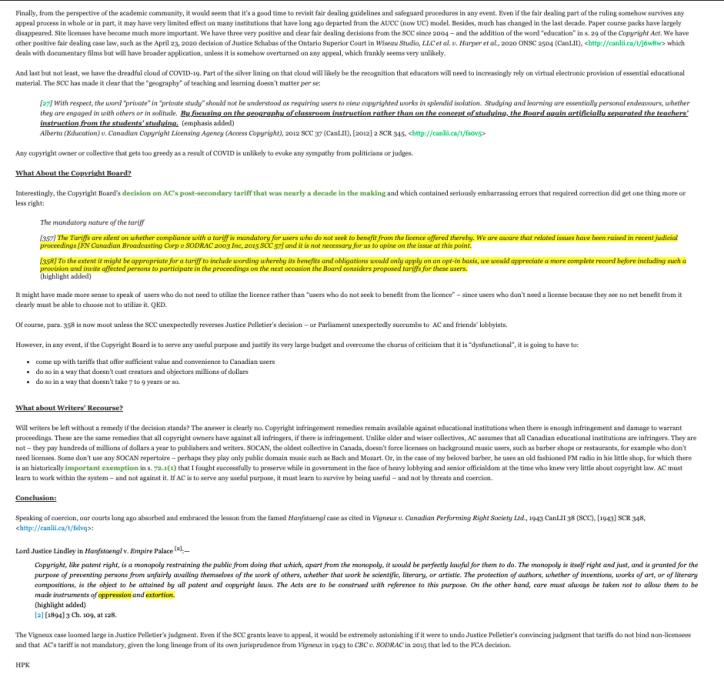 Finally, from the perspective of the academic community, it would seem that it's a good time to revisit fair dealing guidelines and safeguard procedures in any event. Even if the fair dealing aspect of the ruling somehow survives any
appeal process in whole or in part, it may have very limited effect on many institutions that have long ago departed from the AUCC (now UC) model. Besides, much has changed in the last decade. Paper course packs have largely
disappeared. Site licenses have become much more important. We have three very positive and clear fair dealing decisions from the SCC since 2004 – and the addition of the word "education" in s. 29 of the Copyright Act. We have
other positive fair dealing case law, such as the April 23, 2020 decision of Justice Schabas of the Ontario Superior Court in Wiseau Studio, LLC et al. v. Harper et al., 2020 ONSC 2504 (CanLII), <http://canlii.ca/t/j6w8w> which
deals with documentary films but will have broader application, unless it is somehow overturned on any appeal, which frankly seems very unlikely.
And last but not least, we have the dreadful cloud of COVID-19. Part of the silver lining on that cloud will likely be the recognition that educators will need to increasingly rely on virtual electronic provision of essential educational
material. The SCC has made it clear that the "geography" of teaching and learning doesn't matter per se:
[27] With respect, the word "private" in "private study" should not be understood as requiring users to view copyrighted works in splendid isolation. Studying and learning are essentially personal endeavours, whether
they are engaged in with others or in solitude. By focusing on the geography of classroom instruction rather than on the concept of studying, the Board again artificially separated the teachers'
instruction from the students' studying. (emphasis added)
Alberta (Education) v. Canadian Copyright Licensing Agency (Access Copyright), 2012 SCC 37 (CanLII), [2012] 2 SCR 345, <http://canlii.ca/t/fs0v5>
Any copyright owner or collective that gets too greedy as a result of COVID is unlikely to evoke any sympathy from politicians or judges.
What About the Copyright Board?
Interestingly, the Copyright Board's decision on AC's post-secondary tariff that was nearly a decade in the making and which contained seriously embarrassing errors that required correction did get one thing more or
less right:
The mandatory nature of the tariff
[357] The Tariffs are silent on whether compliance with a tariff is mandatory for users who do not seek to benefit from the licence offered thereby. We are aware that related issues have been raised in recent judicial
proceedings [FN Canadian Broadcasting Corp v SODRAC 2003 Inc, 2015 SCC 57] and it is not necessary for us to opine on the issue at this point.
[358] To the extent it might be appropriate for a tariff to include wording whereby its benefits and obligations would only apply on an opt-in basis, we would appreciate a more complete record before including such a
provision and invite affected persons to participate in the proceedings on the next occasion the Board considers proposed tariffs for these users.
(highlight added)
It might have made more sense to speak of users who do not need to utilize the licence rather than "users who do not seek to benefit from the licence" – since users who don't need a license because they see no net benefit from it
clearly must be able to choose not to utilize it. QED.
Of course, para. 358 is now moot unless the SCC unexpectedly reverses Justice Pelletier's decision – or Parliament unexpectedly succumbs to AC and friends' lobbyists.
However, in any event, if the Copyright Board is to serve any useful purpose and justify its very large budget and overcome the chorus of criticism that it is "dysfunctional", it is going to have to:
• come up with tariffs that offer sufficient value and convenience to Canadian users
• do so in a way that doesn't cost creators and objectors millions of dollars
• do so in a way that doesn't take 7 to 9 years or so.
What about Writers' Recourse?
Will writers be left without a remedy if the decision stands? The answer is clearly no. Copyright infringement remedies remain available against educational institutions when there is enough infringement and damage to warrant
proceedings. These are the same remedies that all copyright owners have against all infringers, if there is infringement. Unlike older and wiser collectives, AC assumes that all Canadian educational institutions are infringers. They are
not – they pay hundreds of millions of dollars a year to publishers and writers. SOCAN, the oldest collective in Canada, doesn't force licenses on background music users, such as barber shops or restaurants, for example who don't
need licenses. Some don't use any SOCAN repertoire – perhaps they play only public domain music such as Bach and Mozart. Or, in the case of my beloved barber, he uses an old fashioned FM radio in his little shop, for which there
is an historically important exemption in s. 72.1(1) that I fought successfully to preserve while in government in the face of heavy lobbying and senior officialdom at the time who knew very little about copyright law. AC must
learn to work within the system – and not against it. If AC is to serve any useful purpose, it must learn to survive by being useful – and not by threats and coercion.
Conclusion:
Speaking of coercion, our courts long ago absorbed and embraced the lesson from the famed Hanfstaengl case as cited in Vigneux v. Canadian Performing Right Society Ltd., 1943 CanLII 38 (SCC), [1943] SCR 348,
<http://canlii.ca/t/fslvq>:
Lord Justice Lindley in Hanfstaengl v. Empire Palace [2]:—
Copyright, like patent right, is a monopoly restraining the public from doing that which, apart from the monopoly, it would be perfectly lawful for them to do. The monopoly is itself right and just, and is granted for the
purpose of preventing persons from unfairly availing themselves of the work of others, whether that work be scientific, literary, or artistic. The protection of authors, whether of inventions, works of art, or of literary
compositions, is the object to be attained by all patent and copyright laws. The Acts are to be construed with reference to this purpose. On the other hand, care must always be taken not to allow them to be
made instruments of oppression and extortion.
(highlight added)
[2] [1894] 3 Ch. 109, at 128.
The Vigneux case loomed large in Justice Pelletier's judgment. Even if the SCC grants leave to appeal, it would be extremely astonishing if it were to undo Justice Pelletier's convincing judgment that tariffs do not bind non-licensees
and that AC's tariff is not mandatory, given the long lineage from of its own jurisprudence from Vigneux in 1943 to CBC v. SODRAC in 2015 that led to the FCA decision.
HPK